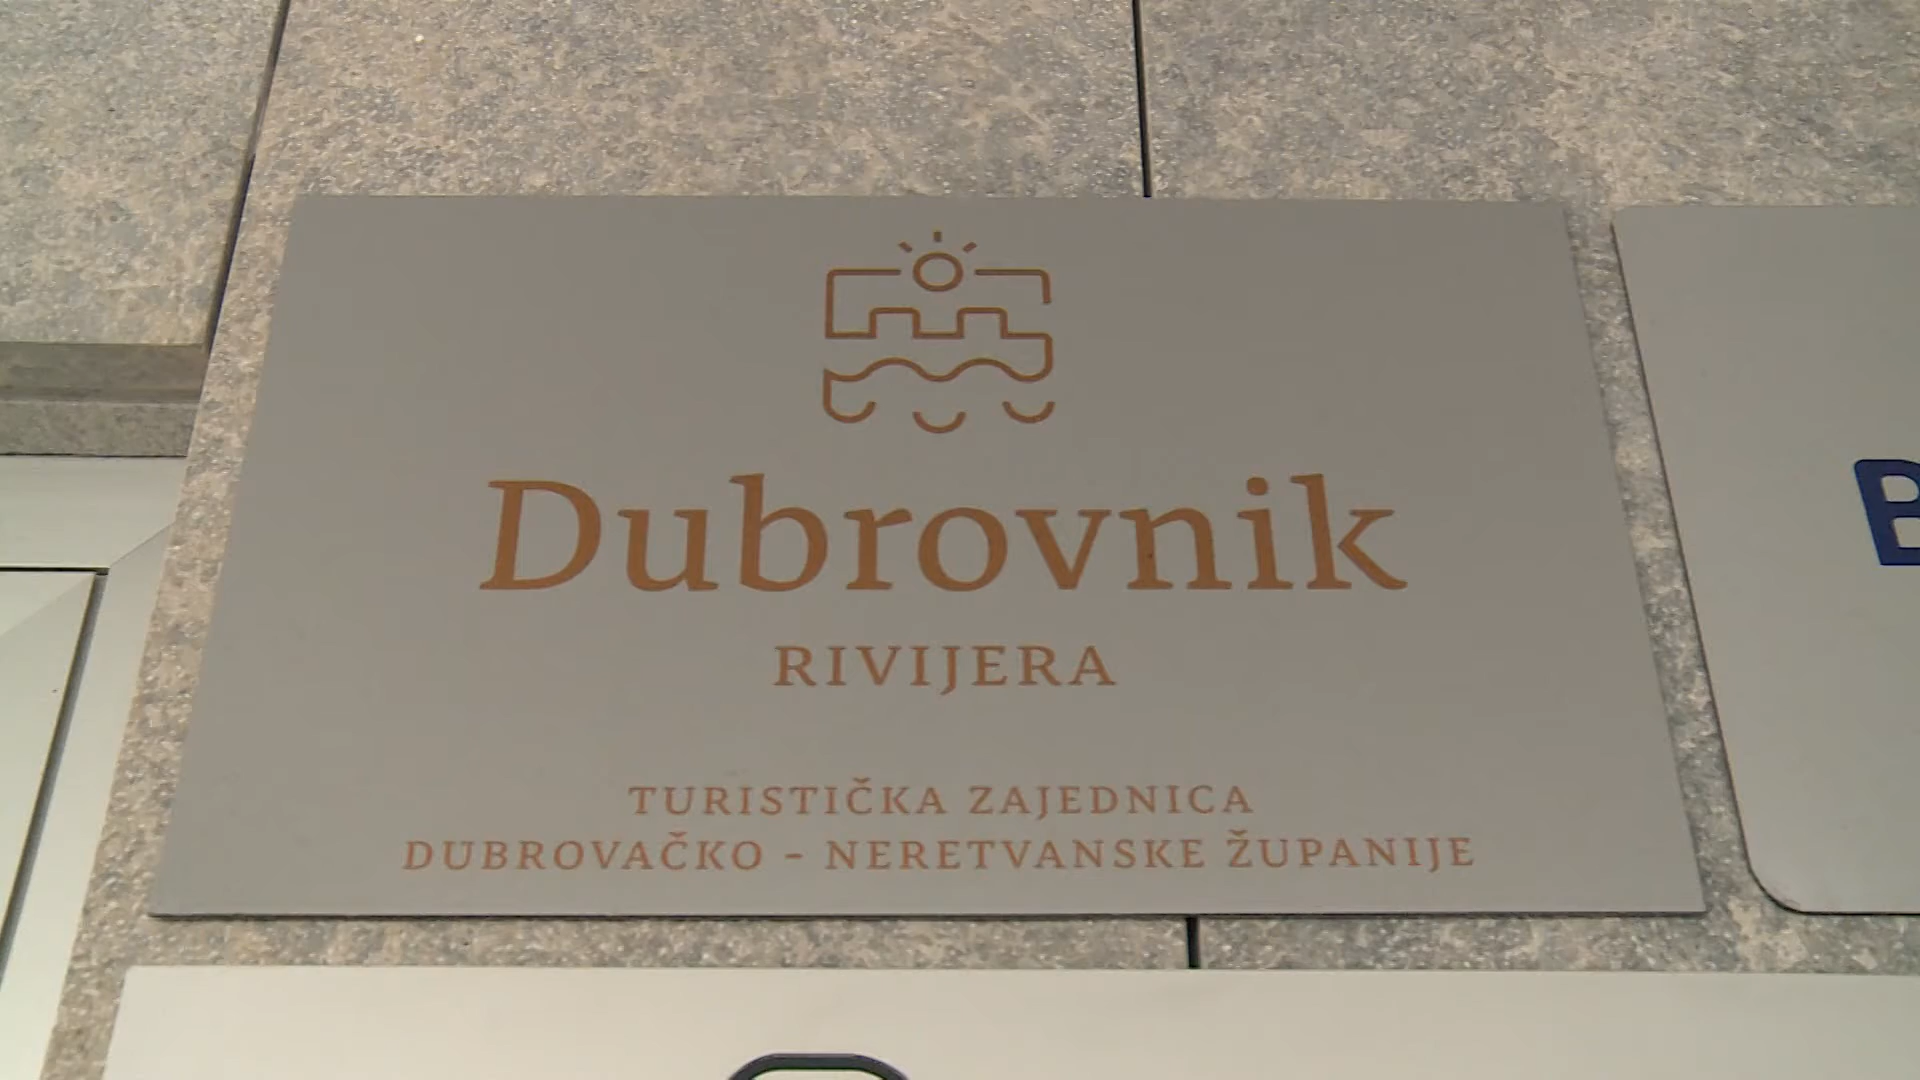 Dubrovnik
RIVIJERA
TURISTIČKA ZAJEDNICA
DUBROVAČKO - NERETVANSKE ŽUPANIJE